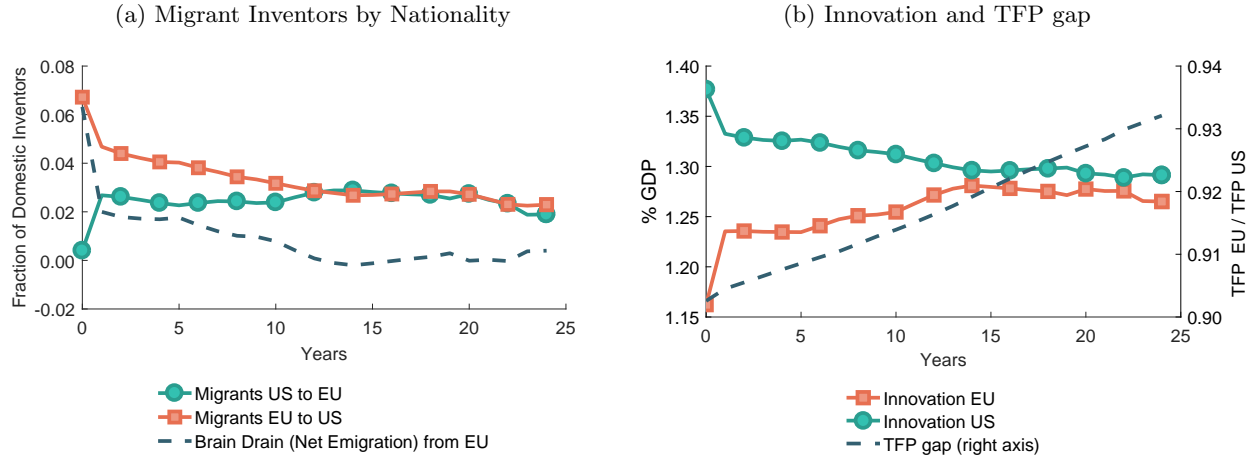 (a) Migrant Inventors by Nationality
Fraction of Domestic Inventors
0.08
0.06
0.04
0.02
0.00
-0.02
0
5
10
15
20
25
Years
Migrants US to EU
Migrants EU to US
Brain Drain (Net Emigration) from EU
(b) Innovation and TFP gap
% GDP
1.40
1.35
1.30
1.25
1.20
1.15
0.94
0.93
0.92
0.91
0.90
TFP EU / TFP US
0
5
10
15
20
25
Years
Innovation EU
Innovation US
TFP gap (right axis)